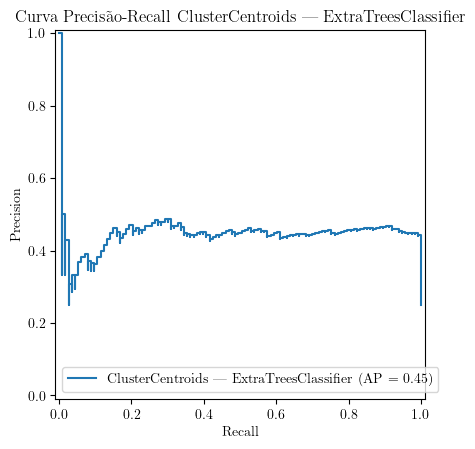 Curva Precisão-Recall ClusterCentroids — ExtraTreesClassifier
1.0
0.8
0.6
0.4
0.2
0.0
Precision
ClusterCentroids — ExtraTreesClassifier (AP = 0.45)
0.0 0.2 0.4 0.6 0.8 1.0
Recall